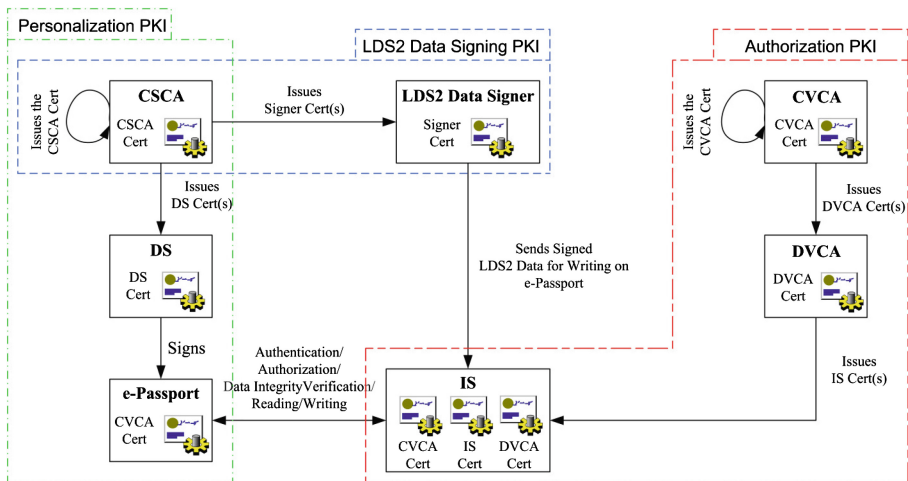 Personalization PKI
LDS2 Data Signing PKI
Authorization PKI
Issues the
CSCA Cert
CSCA
CSCA
Cert
Issues
Signer Cert(s)
LDS2 Data Signer
Signer
Cert
Issues the
CVCA Cert
CVCA
CVCA
Cert
Issues
DS Cert(s)
Issues
DVCA Cert(s)
DS
DS
Cert
Sends Signed
LDS2 Data for Writing on
e-Passport
DVCA
DVCA
Cert
Signs
Authentication/
Authorization/
Data IntegrityVerification/
Reading/Writing
Issues
IS Cert(s)
e-Passport
CVCA
Cert
IS
CVCA
Cert
IS
Cert
DVCA
Cert